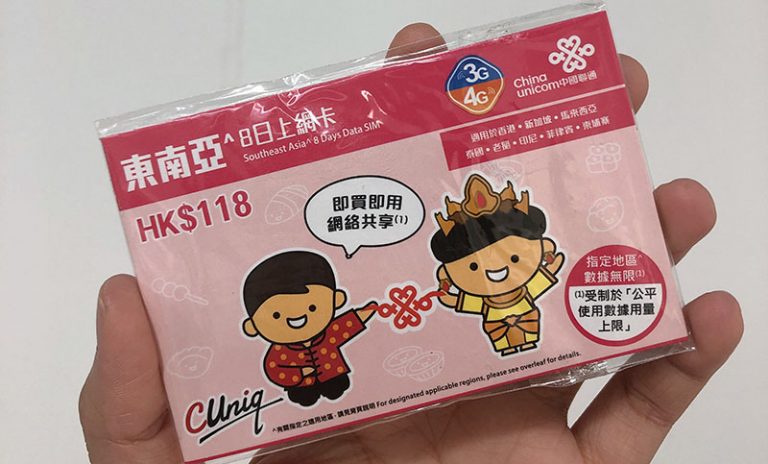 東南亞^ 8日上網卡
Southeast Asia^ 8 Days Data SIM
3G
4G
china
unicom中國聯通
適用於香港・新加坡・馬來西亞
泰國・老撾・印尼・菲律賓・柬埔寨
HK$118
即買即用
網絡共享(1)
指定地區^
數據無限(1)
(1)受制於「公平
使用數據用量
上限」
CUniq
^有關指定之適用地區，請見背頁說明 For designated applicable regions, please see overleaf for details.